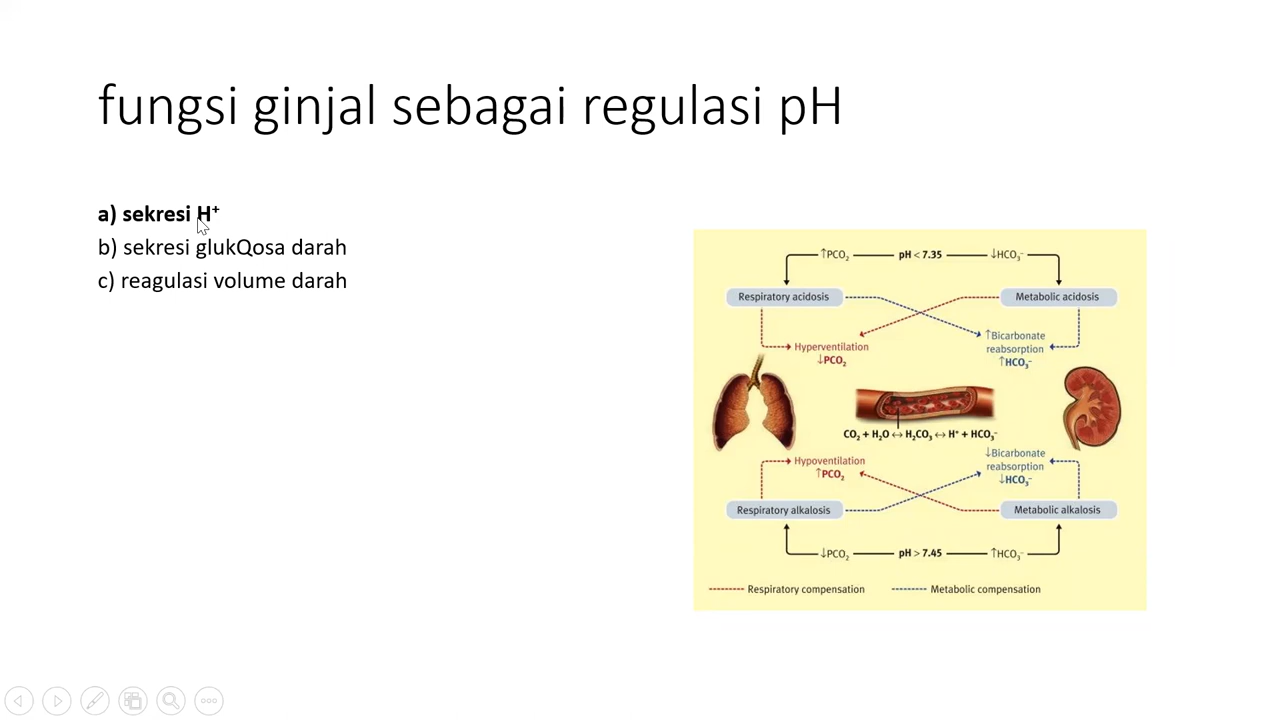 fungsi ginjal sebagai regulasi pH
a) sekresi H⁺
b) sekresi glukQosa darah
c) reagulasi volume darah
↑PCO₂ pH < 7.35 ↓HCO₃⁻
Respiratory acidosis Metabolic acidosis
Hyperventilation
↓PCO₂
↑Bicarbonate
reabsorption
↑HCO₃⁻
CO₂ + H₂O ↔ H₂CO₃ ↔ H⁺ + HCO₃⁻
Hypoventilation
↑PCO₂
↓Bicarbonate
reabsorption
↓HCO₃⁻
Respiratory alkalosis Metabolic alkalosis
↓PCO₂ pH > 7.45 ↑HCO₃⁻
Respiratory compensation Metabolic compensation